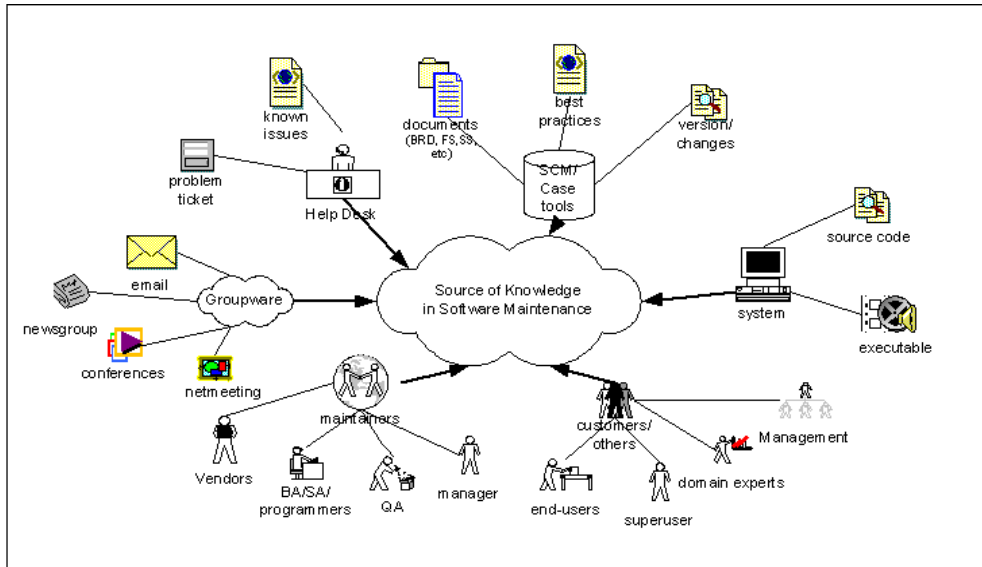 known
issues
documents
(BRD, FS,SS,
etc)
best
practices
version/
changes
problem
ticket
Help Desk
SCM/
Case
tools
source code
email
newsgroup
Groupware
conferences
netmeeting
Source of Knowledge
in Software Maintenance
system
executable
maintainers
Vendors
BA/SA/
programmers
QA
manager
customers/
others
Management
domain experts
end-users
superuser